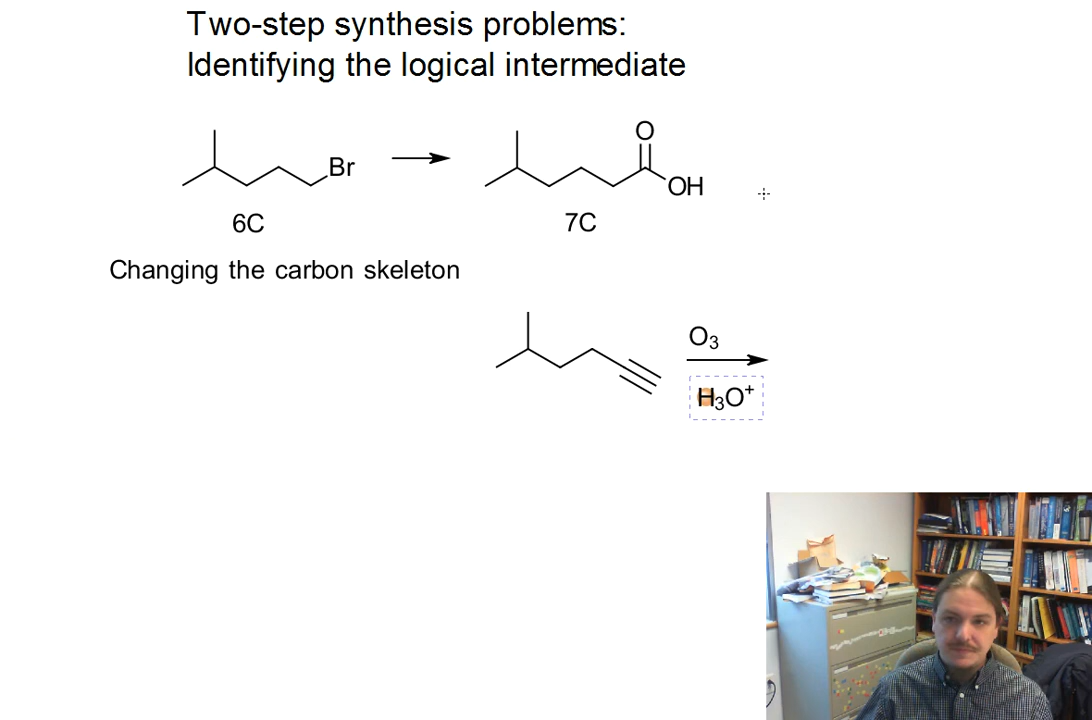 Two-step synthesis problems:
Identifying the logical intermediate
Br
O
OH
6C
7C
Changing the carbon skeleton
O₃
H₃O⁺